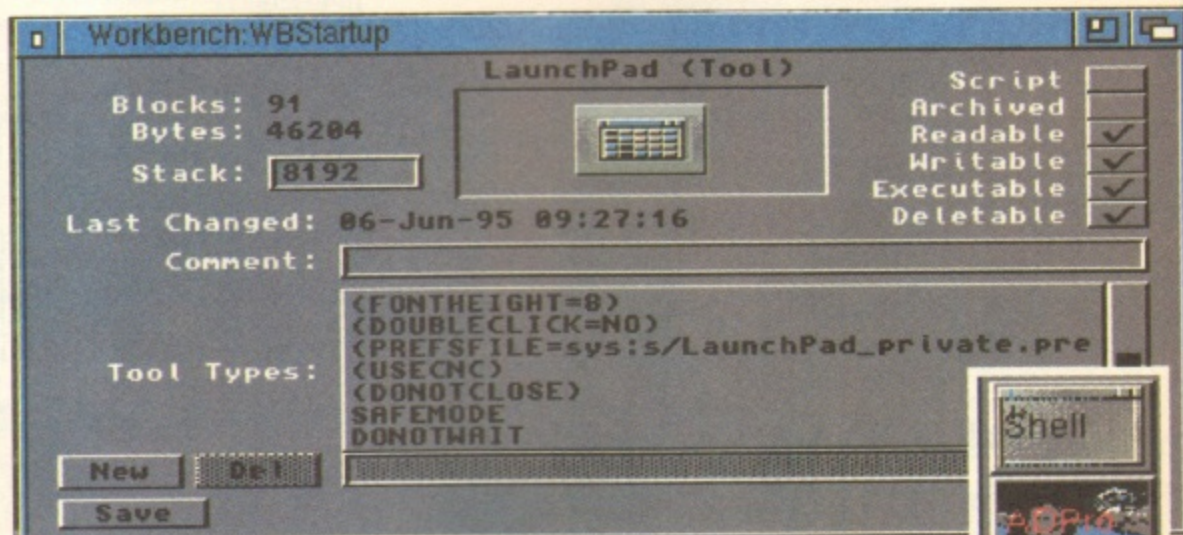 Workbench:WBStartup
LaunchPad (Tool)
Blocks: 91
Bytes: 46204
Stack: 8192
Script
Archived
Readable
Writable
Executable
Deletable
Last Changed: 06-Jun-95 09:27:16
Comment:
Tool Types:
(FONTHEIGHT=8)
(DOUBLECLICK=NO)
(PREFSFILE=sys:s/LaunchPad_private.pre
(USECNC)
(DONOTCLOSE)
SAFEMODE
DONOTWAIT
New
Del
Save
Shell